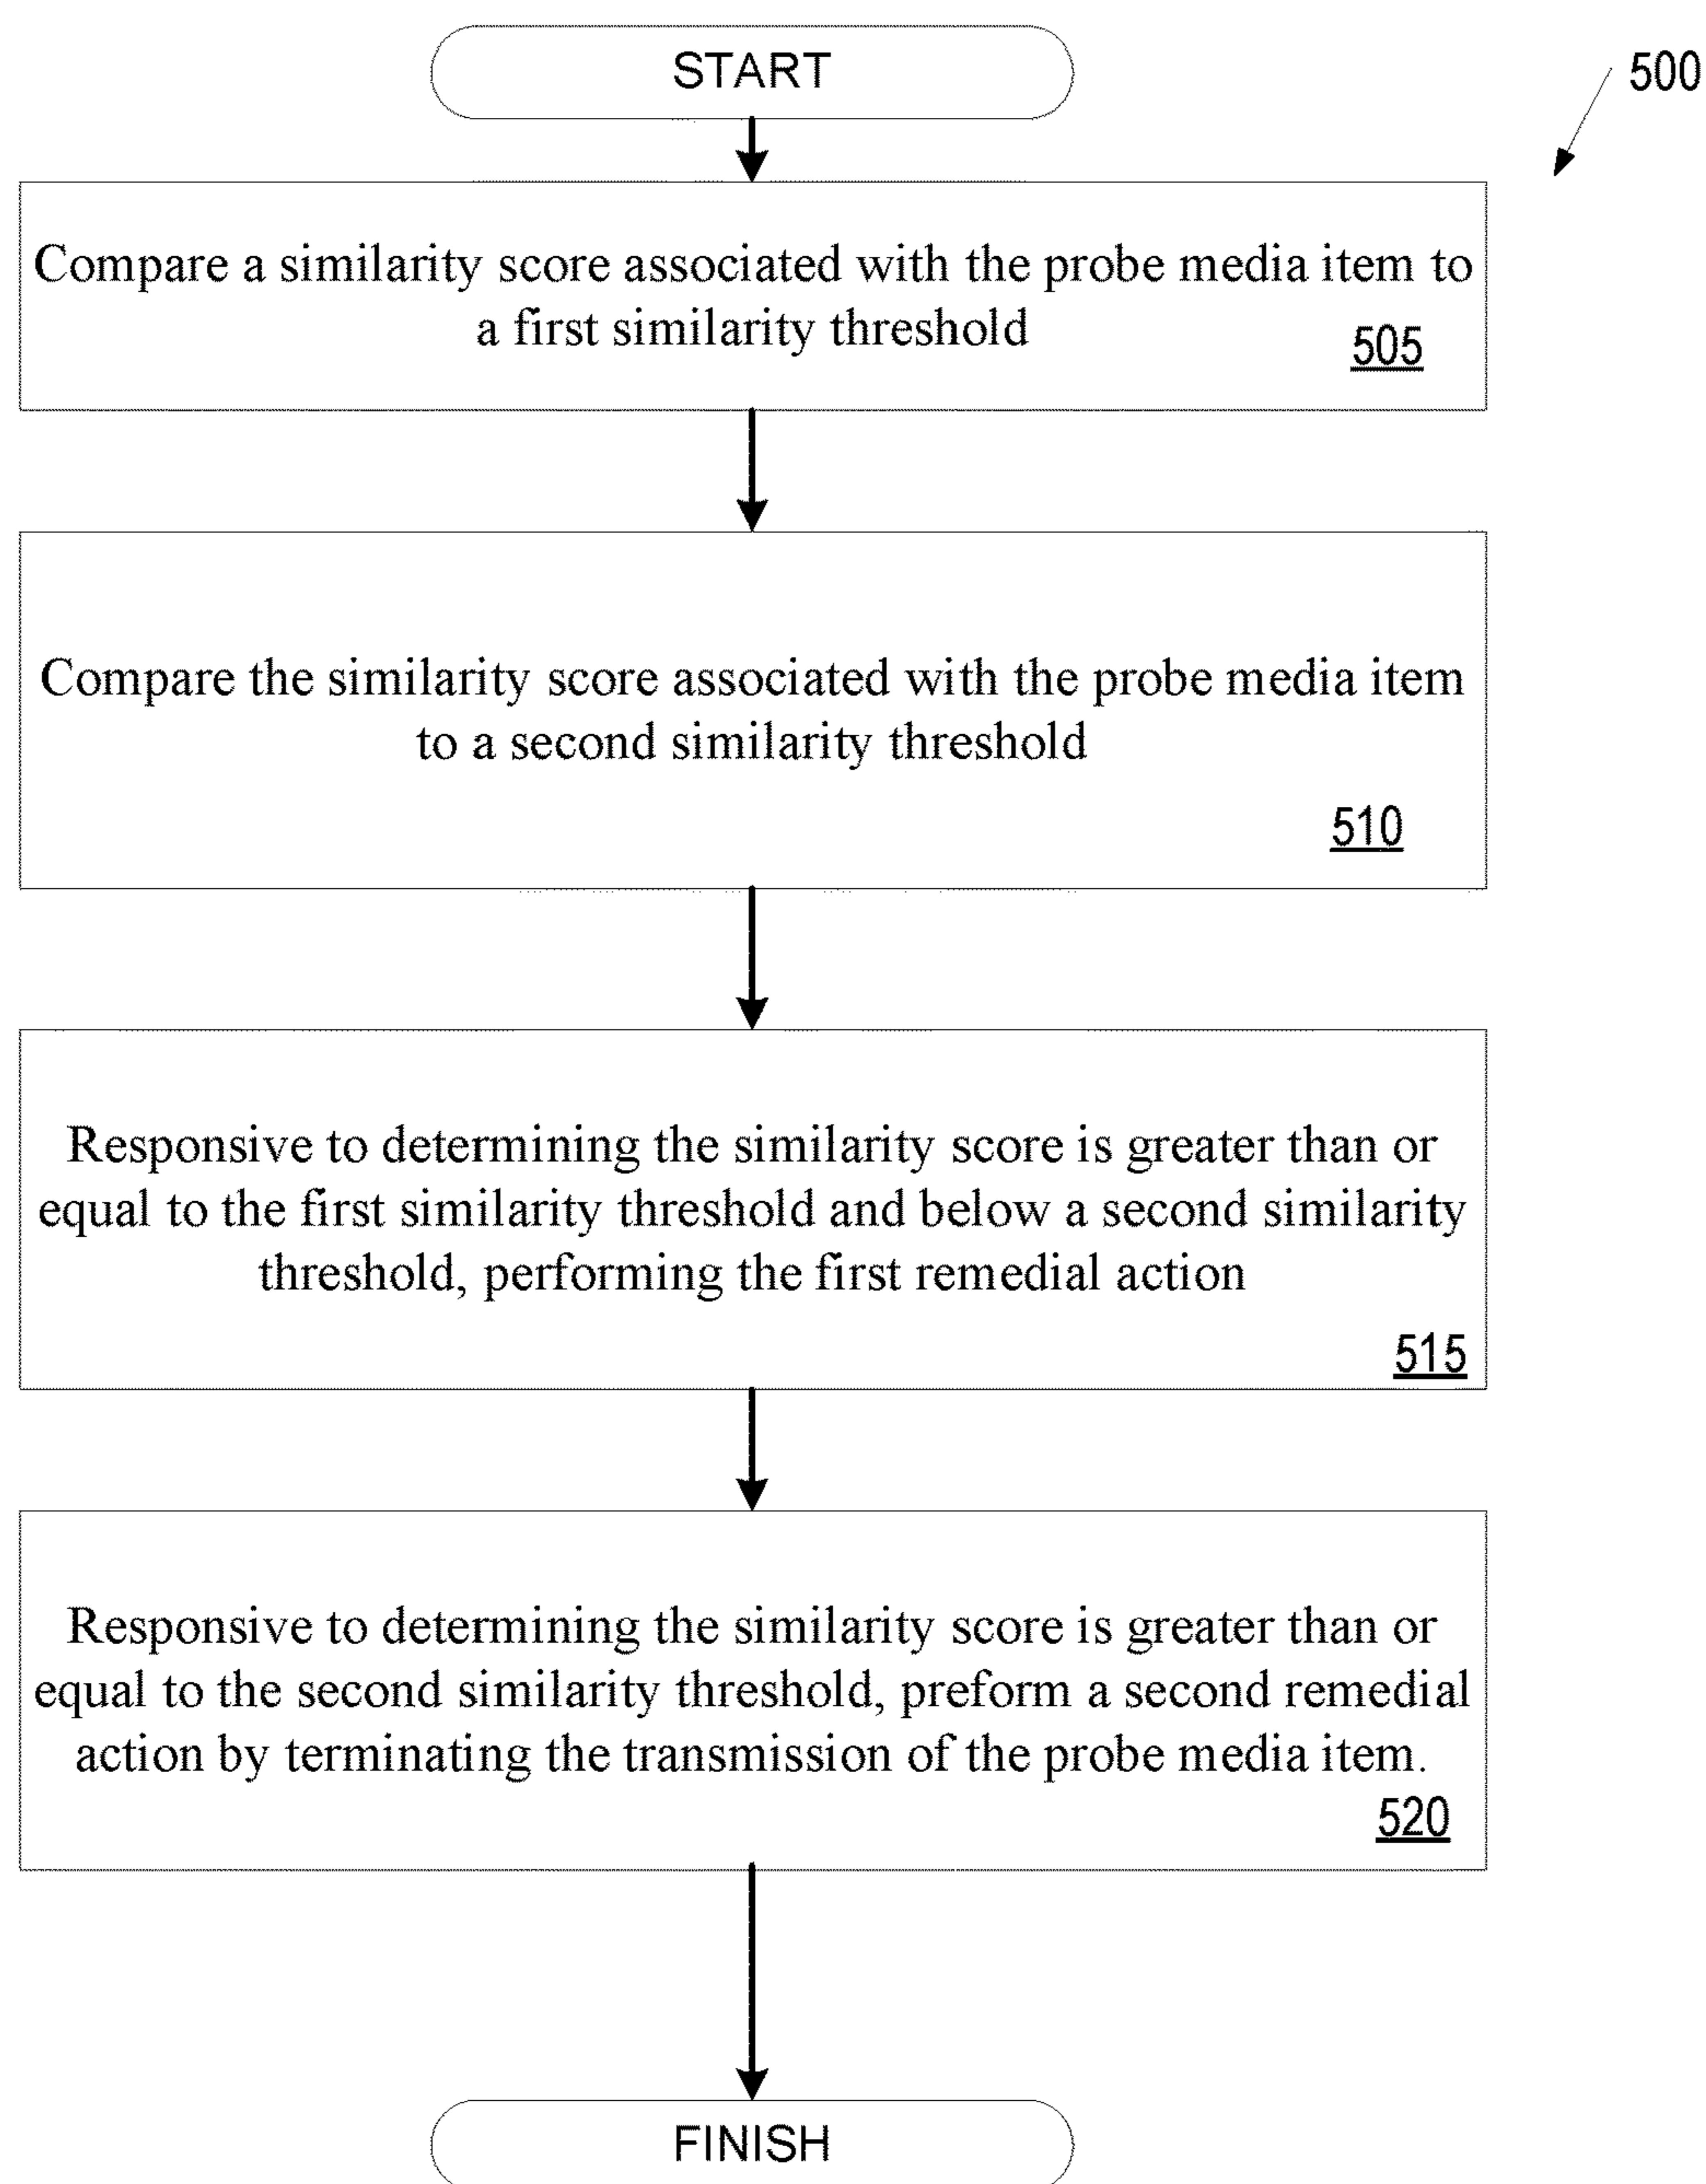 START
500
Compare a similarity score associated with the probe media item to
a first similarity threshold
505
Compare the similarity score associated with the probe media item
to a second similarity threshold
510
Responsive to determining the similarity score is greater than or
equal to the first similarity threshold and below a second similarity
threshold, performing the first remedial action
515
Responsive to determining the similarity score is greater than or
equal to the second similarity threshold, preform a second remedial
action by terminating the transmission of the probe media item.
520
FINISH